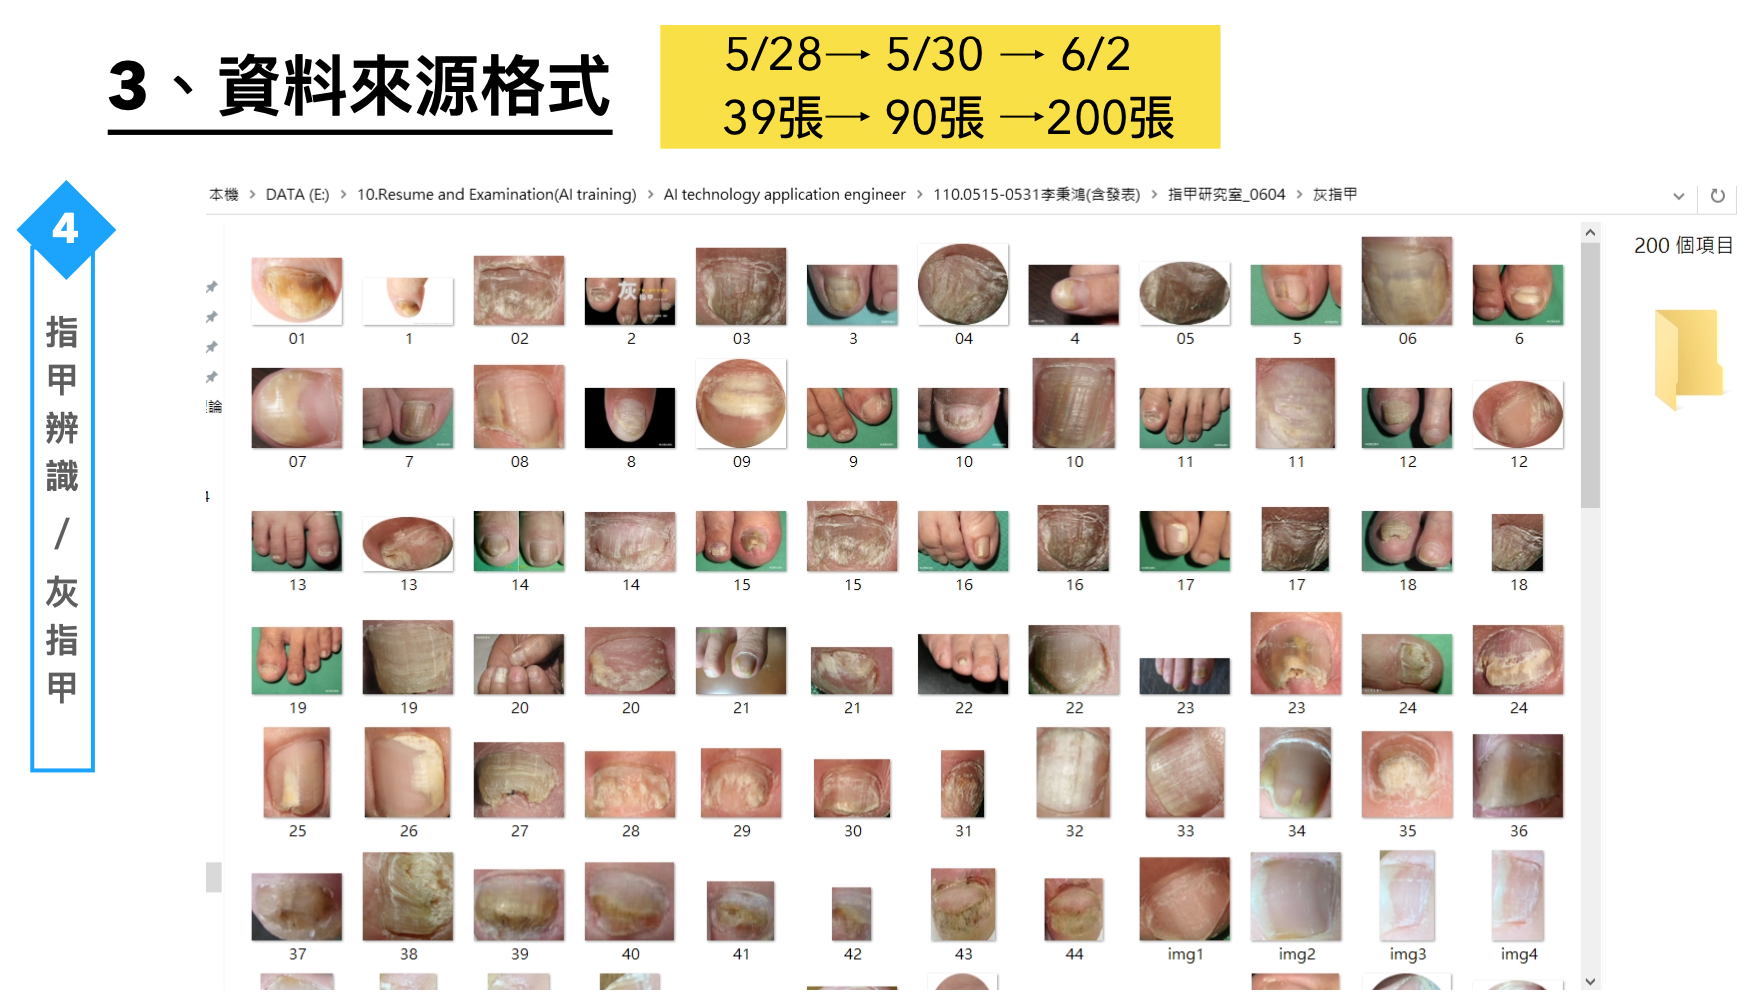 3、資料來源格式
5/28→ 5/30 → 6/2
39張→ 90張 →200張
4
指甲辨識/灰指甲
本機 > DATA (E:) > 10.Resume and Examination(AI training) > AI technology application engineer > 110.0515-0531李秉鴻(含發表) > 指甲研究室_0604 > 灰指甲
200 個項目
01 1 02 2 03 3 04 4 05 5 06 6
論
07 7 08 8 09 9 10 10 11 11 12 12
4
13 13 14 14 15 15 16 16 17 17 18 18
19 19 20 20 21 21 22 22 23 23 24 24
25 26 27 28 29 30 31 32 33 34 35 36
37 38 39 40 41 42 43 44 img1 img2 img3 img4